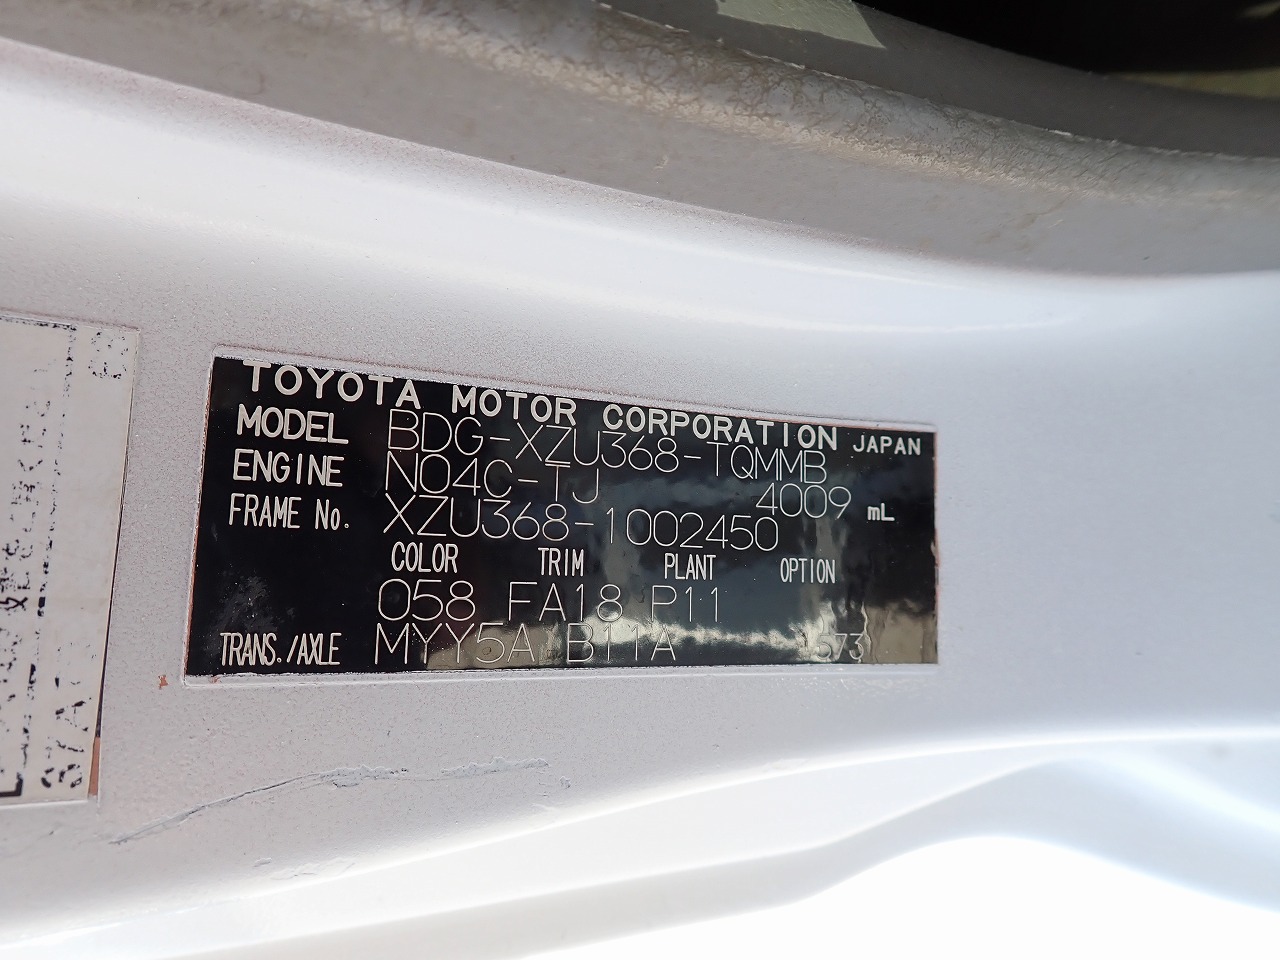 TOYOTA MOTOR CORPORATION JAPAN
MODEL BDG-XZU368-TQMMB
ENGINE N04C-TJ 4009 mL
FRAME No. XZU368-1002450
COLOR TRIM PLANT OPTION
058 FA18 P11
TRANS./AXLE MYY5A B11A 1573